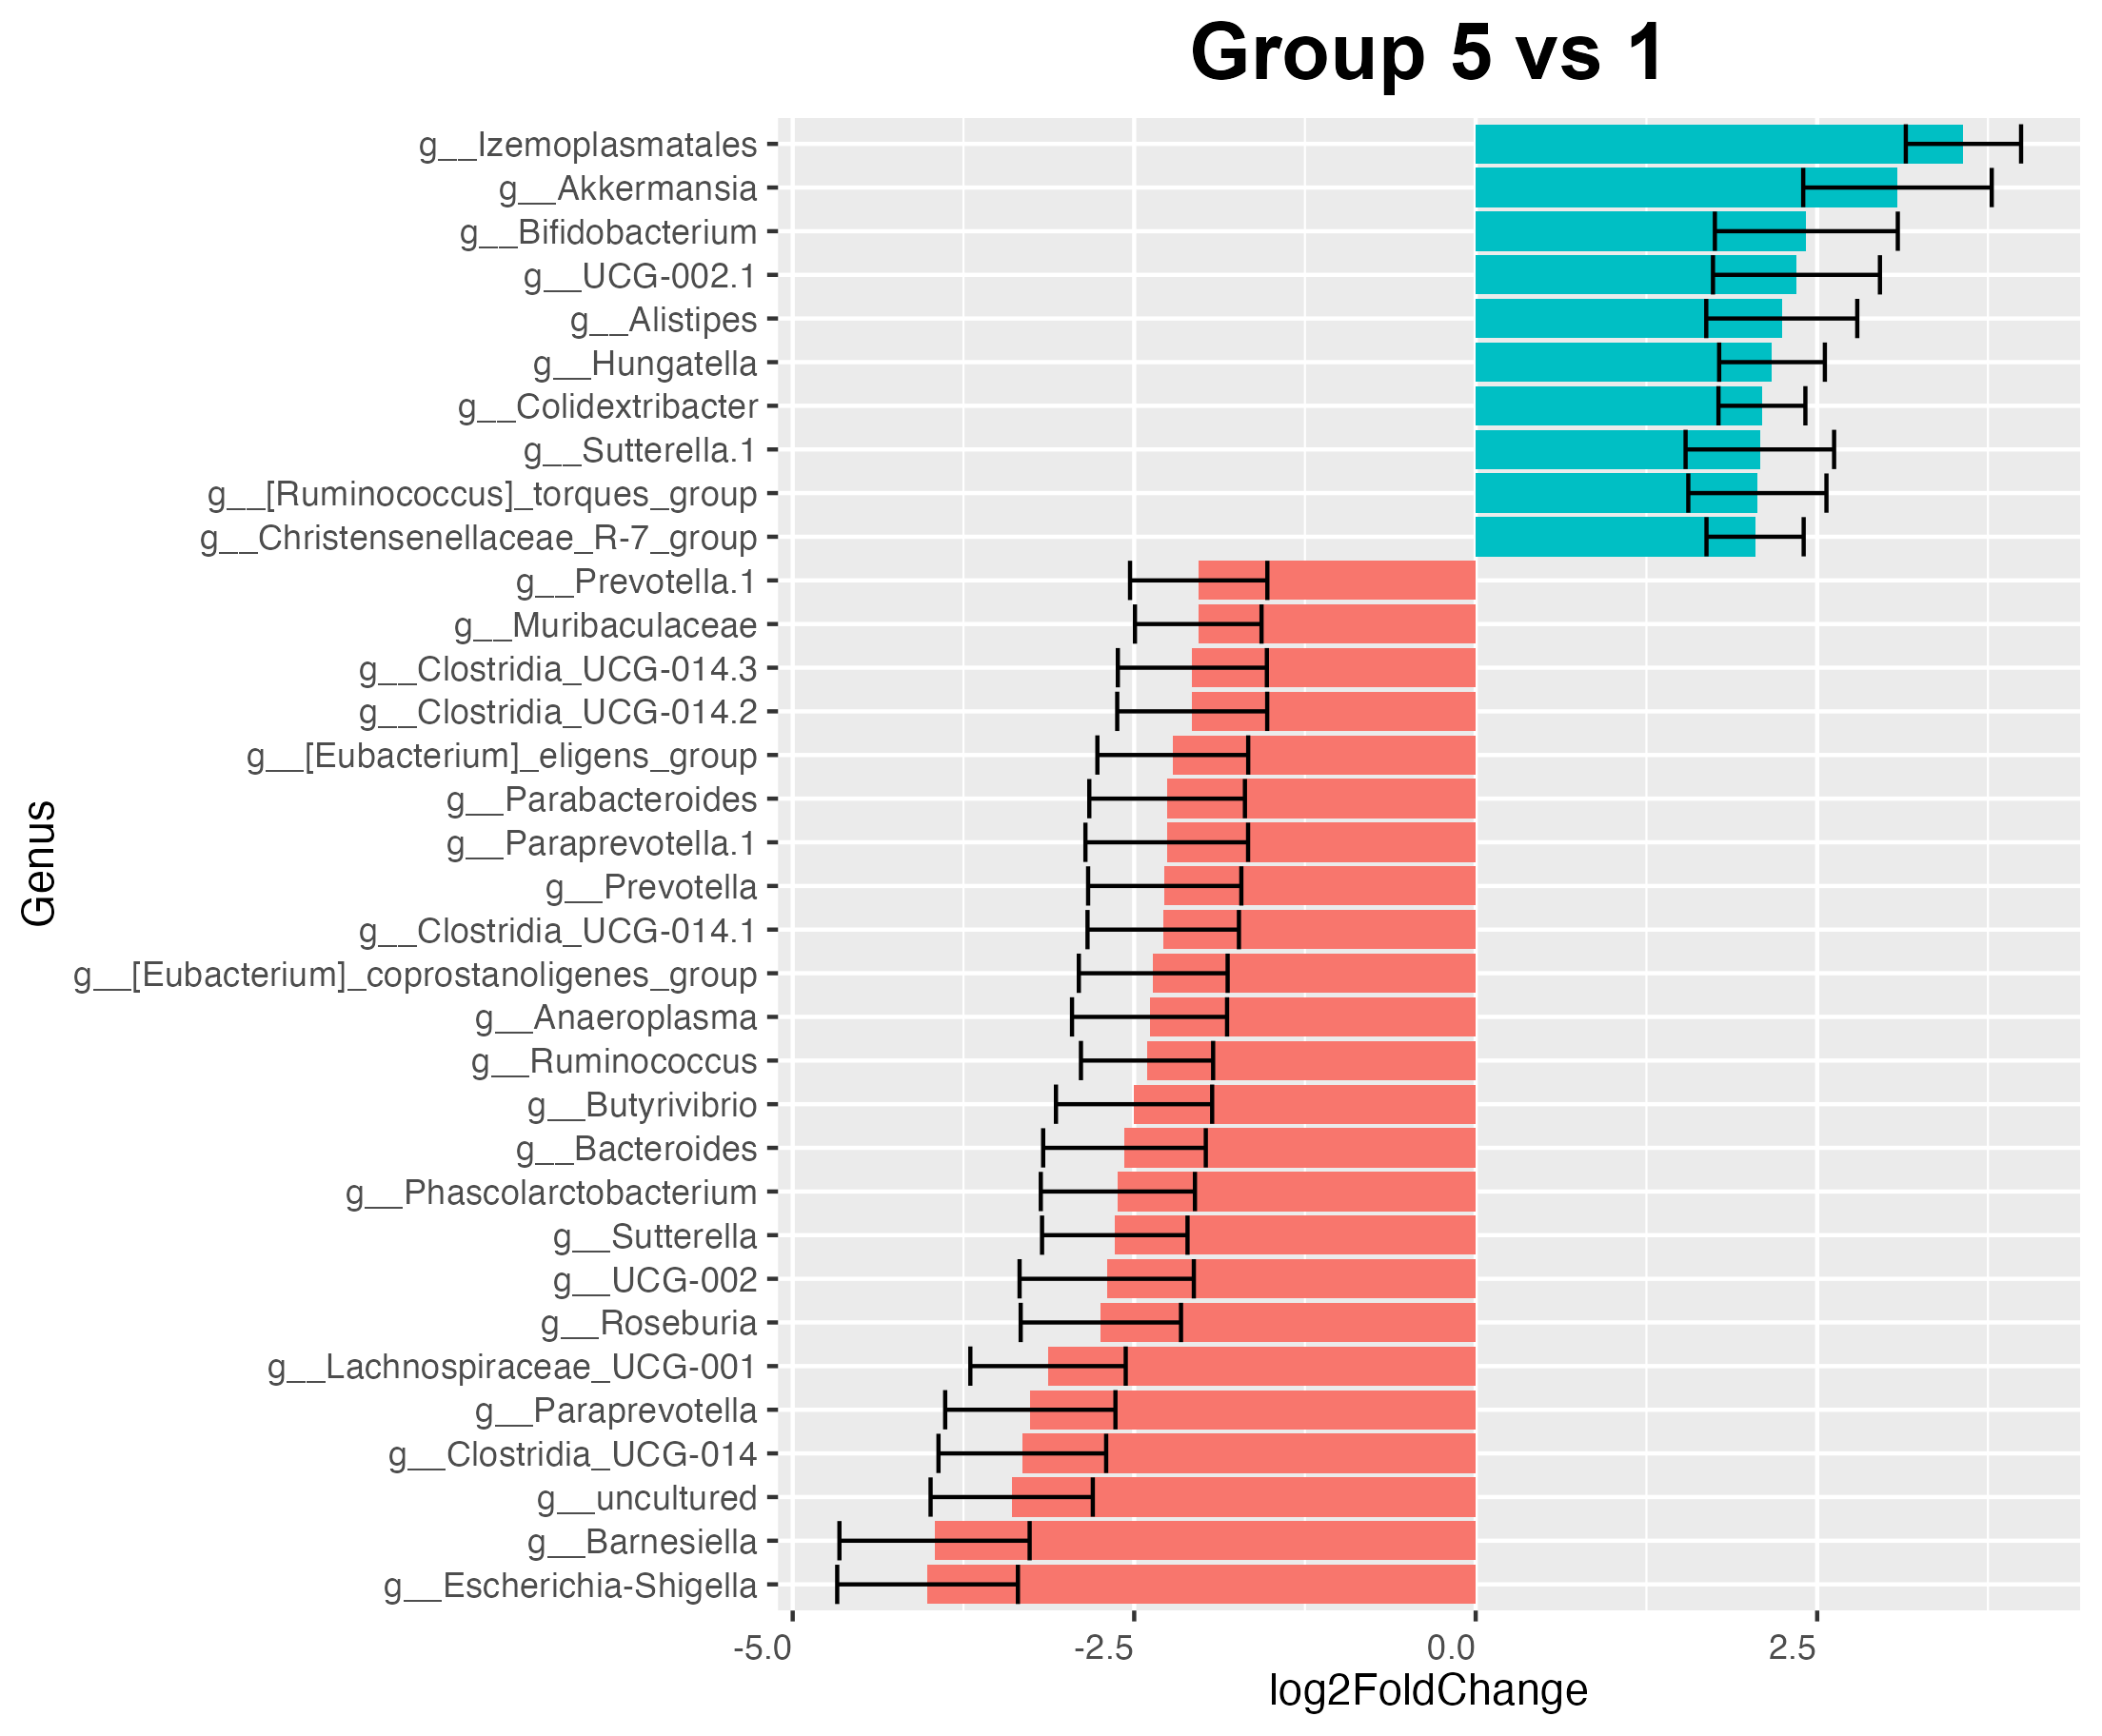 Group 5 vs 1
g__Izemoplasmatales
g__Akkermansia
g__Bifidobacterium
g__UCG-002.1
g__Alistipes
g__Hungatella
g__Colidextribacter
g__Sutterella.1
g__[Ruminococcus]_torques_group
g__Christensenellaceae_R-7_group
g__Prevotella.1
g__Muribaculaceae
g__Clostridia_UCG-014.3
g__Clostridia_UCG-014.2
g__[Eubacterium]_eligens_group
g__Parabacteroides
g__Paraprevotella.1
g__Prevotella
g__Clostridia_UCG-014.1
g__[Eubacterium]_coprostanoligenes_group
g__Anaeroplasma
g__Ruminococcus
g__Butyrivibrio
g__Bacteroides
g__Phascolarctobacterium
g__Sutterella
g__UCG-002
g__Roseburia
g__Lachnospiraceae_UCG-001
g__Paraprevotella
g__Clostridia_UCG-014
g__uncultured
g__Barnesiella
g__Escherichia-Shigella
Genus
-5.0 -2.5 0.0 2.5
log2FoldChange